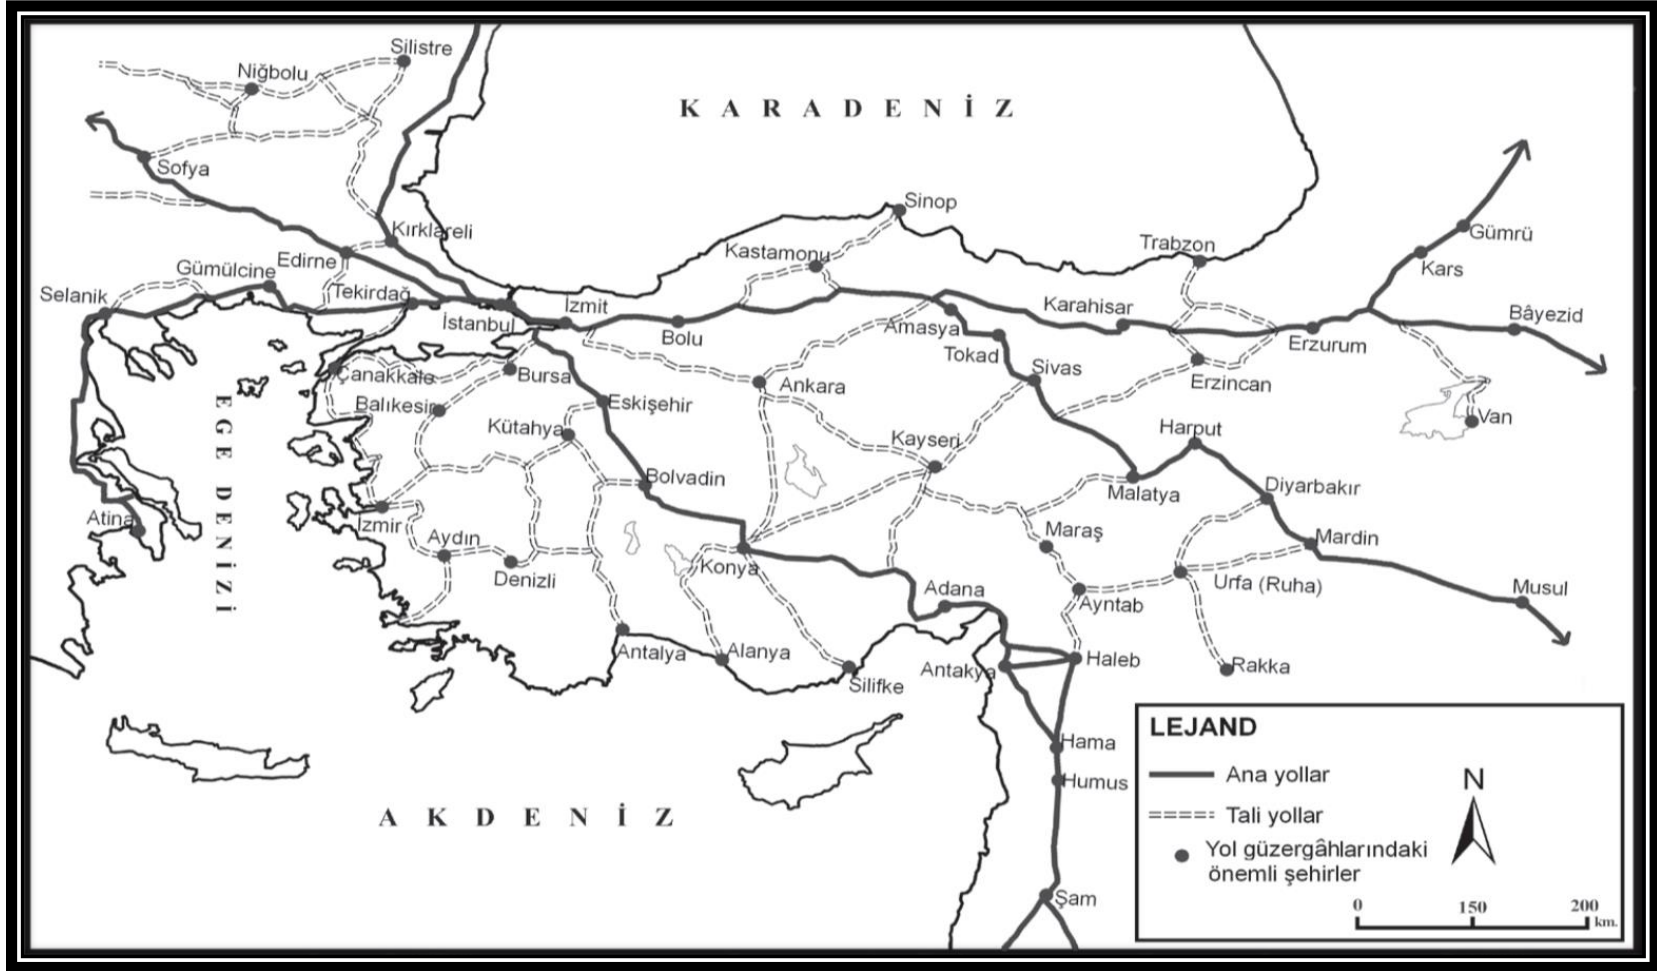 Silistre
Niğbolu
KARADENİZ
Sofya
Sinop
Kırklareli
Gümrü
Trabzon
Kastamonu
Edirne
Kars
Gümülcine
Selanik
Tekirdağ
İzmit
Karahisar
Bâyezid
İstanbul
Amasya
Bolu
Erzurum
Tokad
Sivas
Çanakkale
Bursa
Ankara
Erzincan
Balıkesir
Eskişehir
EGE DENİZİ
Kütahya
Kayseri
Harput
Van
Bolvadin
Malatya
Diyarbakır
Atina
İzmir
Aydın
Maraş
Mardin
Konya
Denizli
Urfa (Ruha)
Musul
Adana
Ayntab
Antalya
Alanya
Haleb
Rakka
Antakya
Silifke
Hama
Humus
AKDENİZ
Şam
LEJAND
Ana yollar
Tali yollar
Yol güzergâhlarındaki
önemli şehirler
N
0 150 200
km.